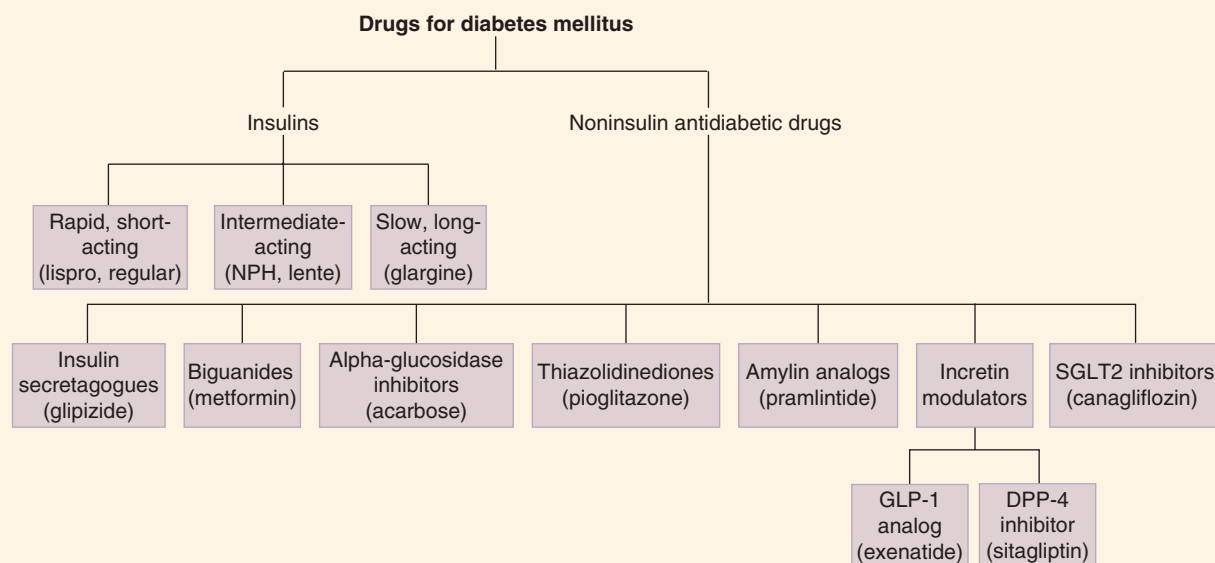 Drugs for diabetes mellitus
Insulins
Noninsulin antidiabetic drugs
Rapid, short-
acting
(lispro, regular)
Intermediate-
acting
(NPH, lente)
Slow, long-
acting
(glargine)
Insulin
secretagogues
(glipizide)
Biguanides
(metformin)
Alpha-glucosidase
inhibitors
(acarbose)
Thiazolidinediones
(pioglitazone)
Amylin analogs
(pramlintide)
Incretin
modulators
SGLT2 inhibitors
(canagliflozin)
GLP-1
analog
(exenatide)
DPP-4
inhibitor
(sitagliptin)